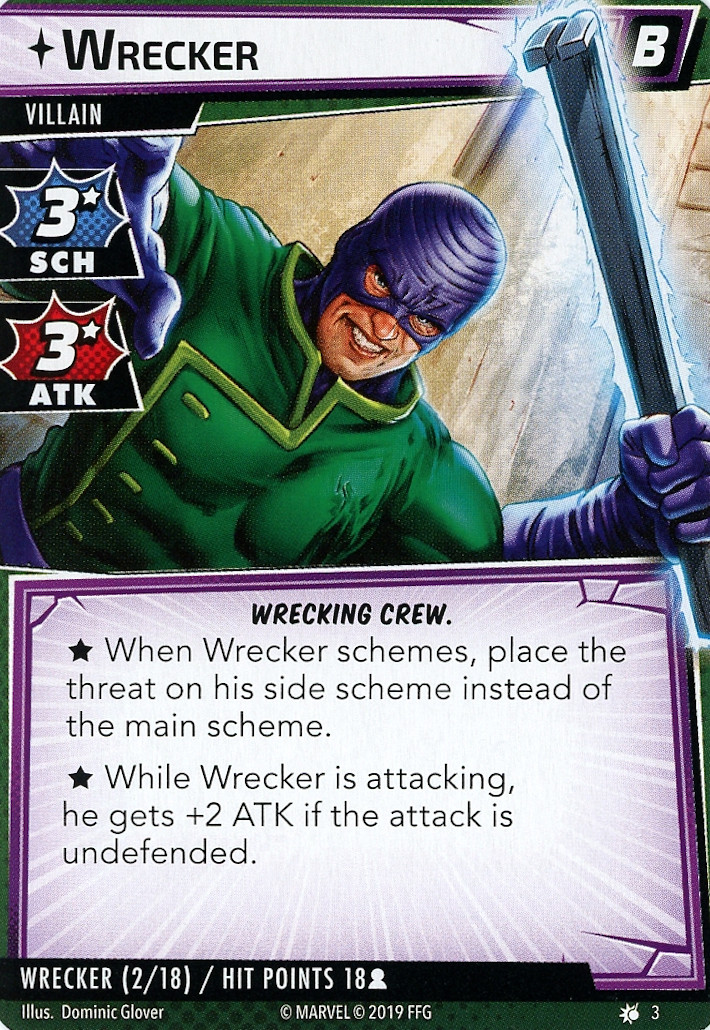 WRECKER
B
VILLAIN
3
SCH
3
ATK
WRECKING CREW.
★ When Wrecker schemes, place the
threat on his side scheme instead of
the main scheme.
★ While Wrecker is attacking,
he gets +2 ATK if the attack is
undefended.
WRECKER (2/18) / HIT POINTS 18
Illus. Dominic Glover
© MARVEL © 2019 FFG
3